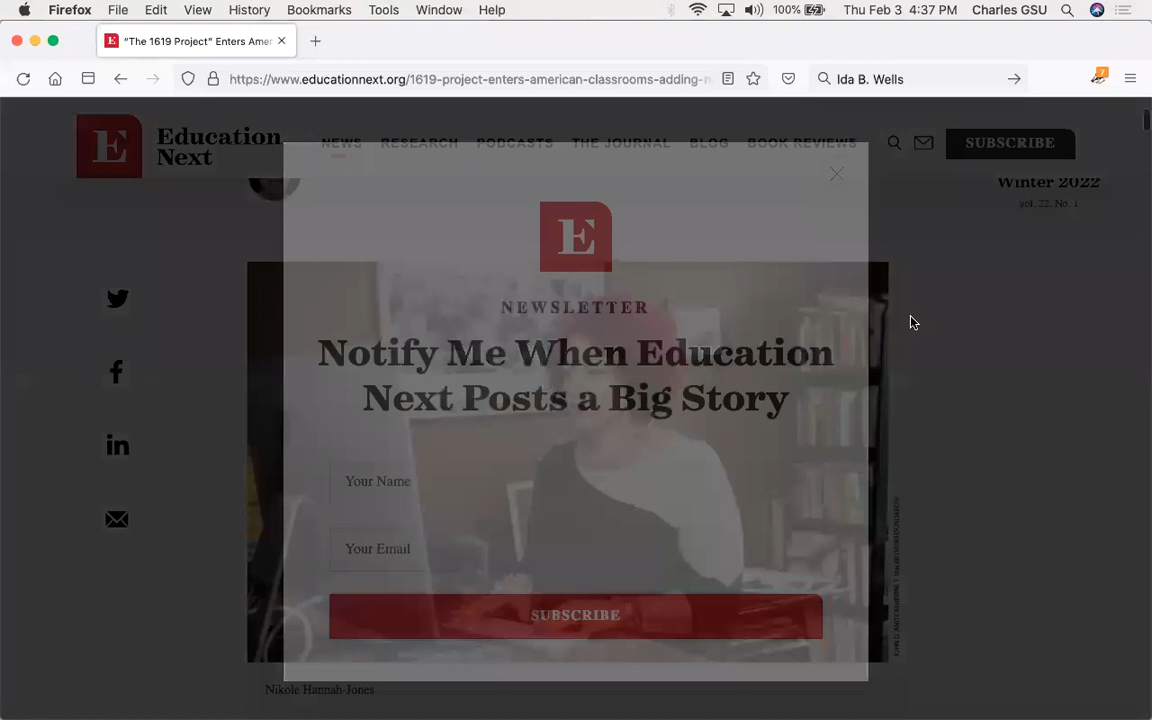 Firefox File Edit View History Bookmarks Tools Window Help 100% Thu Feb 3 4:37 PM Charles GSU
E "The 1619 Project" Enters Amer
https://www.educationnext.org/1619-project-enters-american-classrooms-adding-n
Ida B. Wells
7
E
Education
Next
NEWS RESEARCH PODCASTS THE JOURNAL BLOG BOOK REVIEWS
SUBSCRIBE
Winter 2022
vol. 22, No. 1
E
NEWSLETTER
Notify Me When Education
Next Posts a Big Story
Your Name
Your Email
SUBSCRIBE
Nikole Hannah-Jones